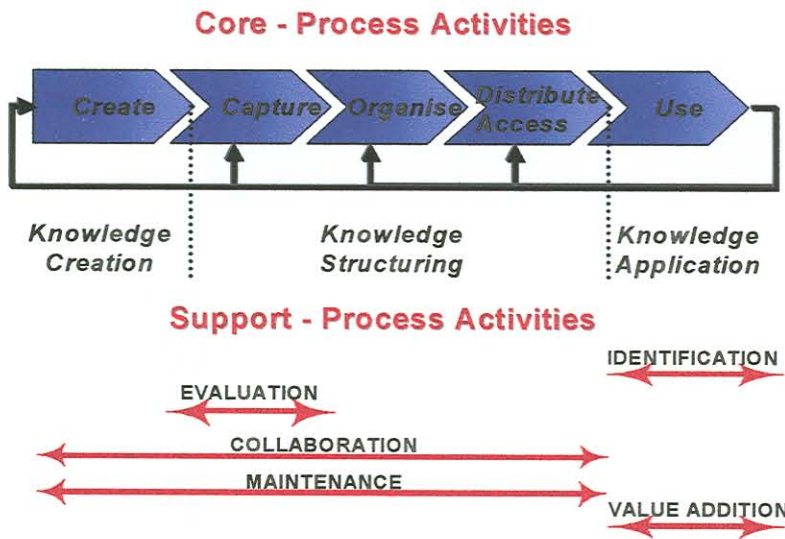 Core - Process Activities
Create
Capture
Organise
Distribute
Access
Use
Knowledge
Creation
Knowledge
Structuring
Knowledge
Application
Support - Process Activities
IDENTIFICATION
EVALUATION
COLLABORATION
MAINTENANCE
VALUE ADDITION